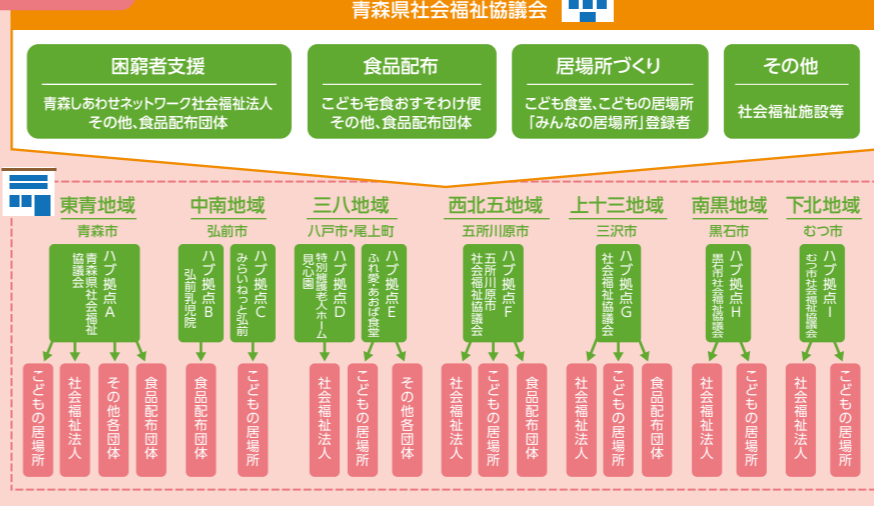 青森県社会福祉協議会
困窮者支援
青森しあわせネットワーク社会福祉法人
その他、食品配布団体
食品配布
こども宅食おすそわけ便
その他、食品配布団体
居場所づくり
こども食堂、こどもの居場所
「みんなの居場所」登録者
その他
社会福祉施設等
東青地域
青森市
ハブ拠点A
青森県社会福祉
協議会
こどもの居場所
社会福祉法人
その他各団体
食品配布団体
中南地域
弘前市
ハブ拠点B
弘前乳児院
ハブ拠点C
みらいねっと弘前
食品配布団体
こどもの居場所
三八地域
八戸市・尾上町
ハブ拠点D
特別擁護老人ホーム
見心園
ハブ拠点E
ふれ愛・あおば食堂
社会福祉法人
こどもの居場所
その他各団体
西北五地域
五所川原市
ハブ拠点F
五所川原市
社会福祉協議会
社会福祉法人
こどもの居場所
食品配布団体
上十三地域
三沢市
ハブ拠点G
社会福祉協議会
社会福祉法人
こどもの居場所
食品配布団体
南黒地域
黒石市
ハブ拠点H
黒石市社会福祉協議会
社会福祉法人
こどもの居場所
下北地域
むつ市
ハブ拠点I
むつ市社会福祉協議会
社会福祉法人
こどもの居場所